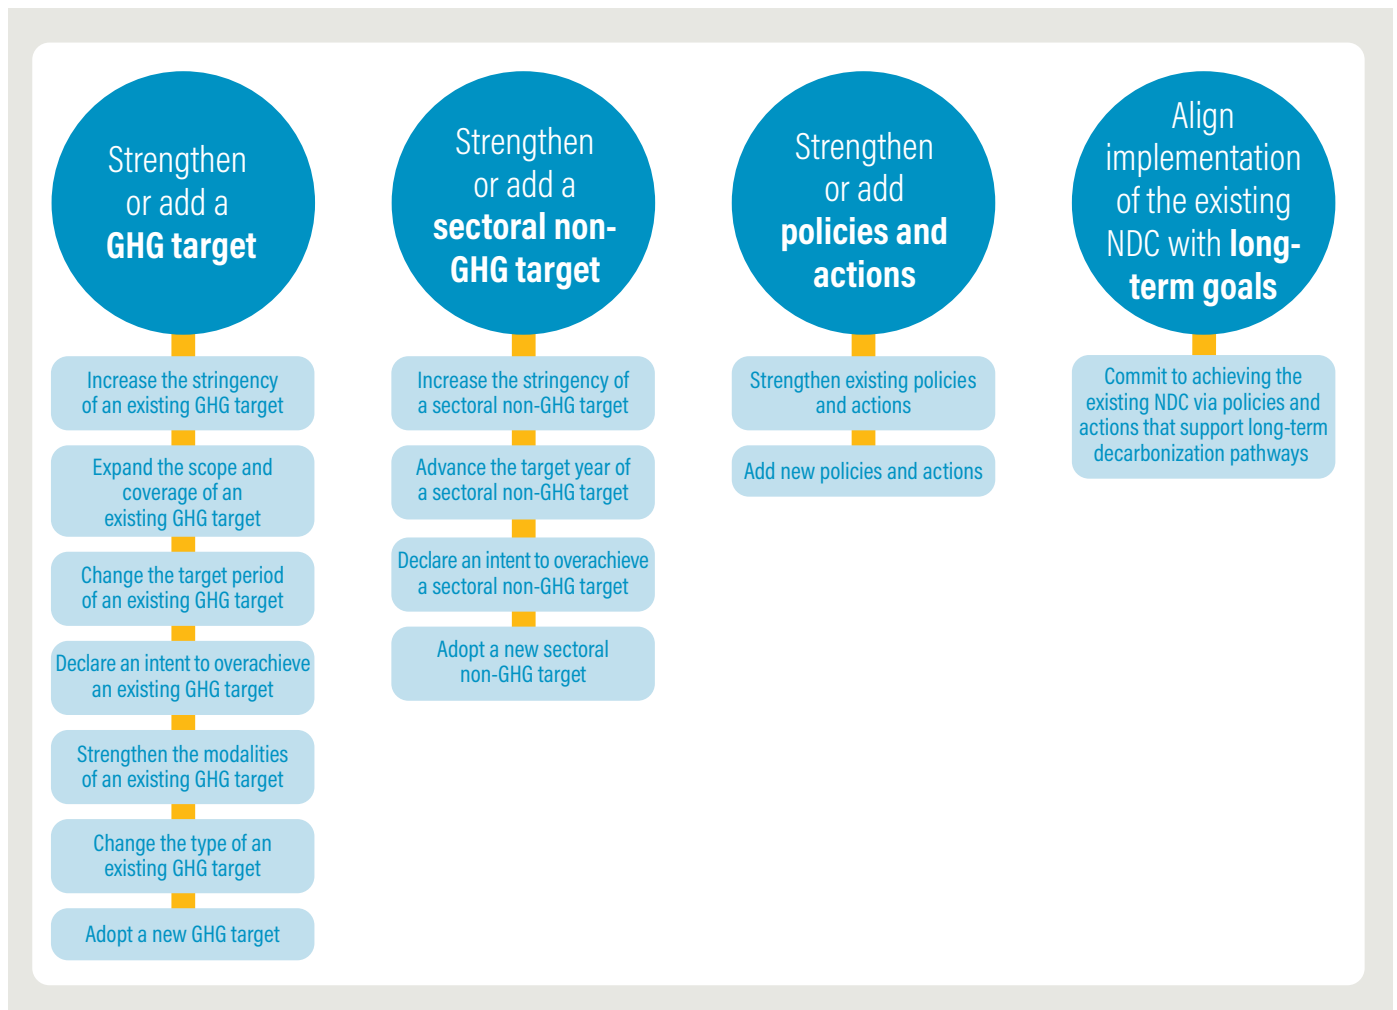 Strengthen
or add a
GHG target
Increase the stringency
of an existing GHG target
Expand the scope and
coverage of an
existing GHG target
Change the target period
of an existing GHG target
Declare an intent to overachieve
an existing GHG target
Strengthen the modalities
of an existing GHG target
Change the type of an
existing GHG target
Adopt a new GHG target
Strengthen
or add a
sectoral non-
GHG target
Increase the stringency of
a sectoral non-GHG target
Advance the target year of
a sectoral non-GHG target
Declare an intent to overachieve
a sectoral non-GHG target
Adopt a new sectoral
non-GHG target
Strengthen
or add
policies and
actions
Strengthen existing policies
and actions
Add new policies and actions
Align
implementation
of the existing
NDC with long-
term goals
Commit to achieving the
existing NDC via policies and
actions that support long-term
decarbonization pathways